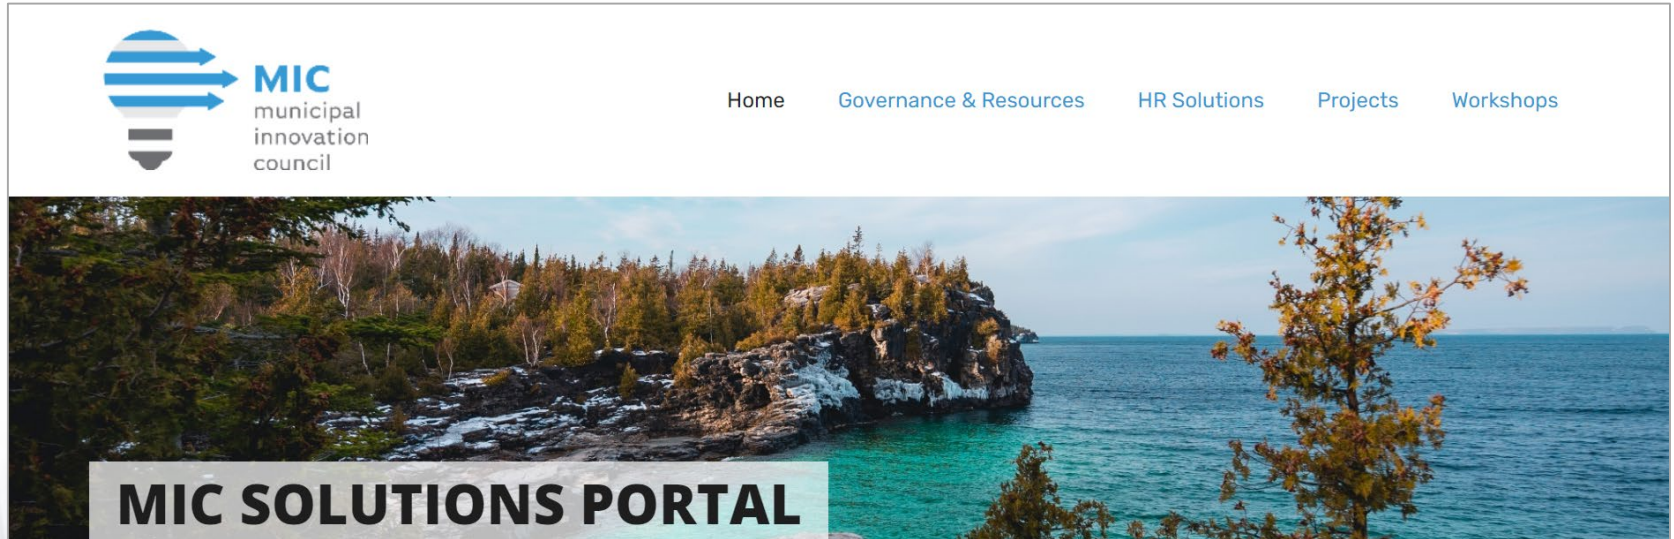 MIC
municipal
innovation
council
Home Governance & Resources HR Solutions Projects Workshops
MIC SOLUTIONS PORTAL